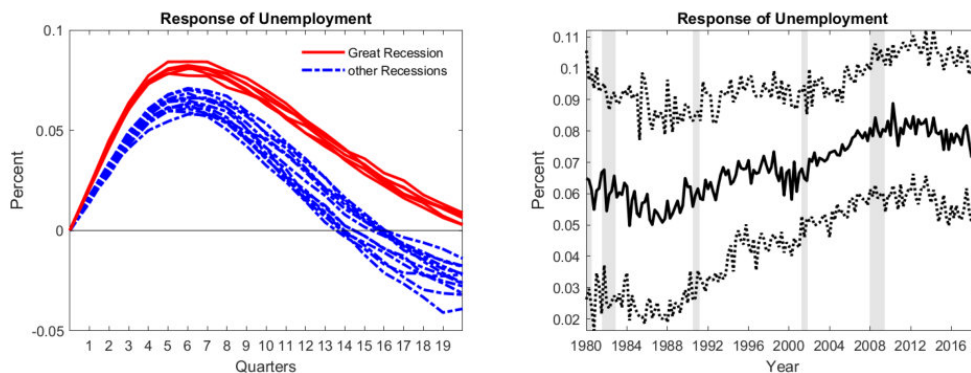 Response of Unemployment
0.1
0.05
0
-0.05
Percent
Great Recession
other Recessions
1 2 3 4 5 6 7 8 9 10 11 12 13 14 15 16 17 18 19
Quarters
Response of Unemployment
0.11
0.1
0.09
0.08
0.07
0.06
0.05
0.04
0.03
0.02
Percent
1980 1984 1988 1992 1996 2000 2004 2008 2012 2016
Year